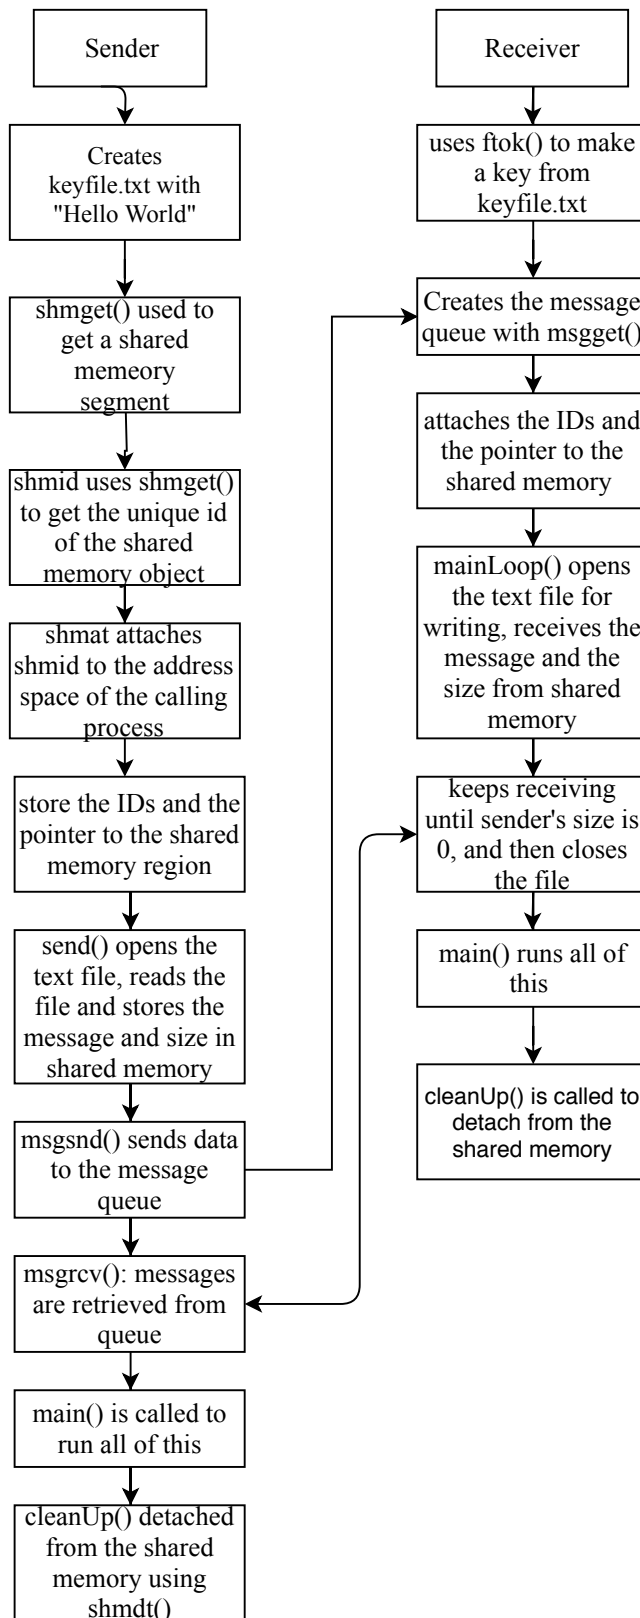 Sender
Creates
keyfile.txt with
"Hello World"
shmget() used to
get a shared
memeory
segment
shmid uses shmget()
to get the unique id
of the shared
memory object
shmat attaches
shmid to the address
space of the calling
process
store the IDs and the
pointer to the shared
memory region
send() opens the
text file, reads the
file and stores the
message and size in
shared memory
msgsnd() sends data
to the message
queue
msgrcv(): messages
are retrieved from
queue
main() is called to
run all of this
cleanUp() detached
from the shared
memory using
shmdt()
Receiver
uses ftok() to make
a key from
keyfile.txt
Creates the message
queue with msgget()
attaches the IDs and
the pointer to the
shared memory
mainLoop() opens
the text file for
writing, receives the
message and the
size from shared
memory
keeps receiving
until sender's size is
0, and then closes
the file
main() runs all of
this
cleanUp() is called to
detach from the
shared memory